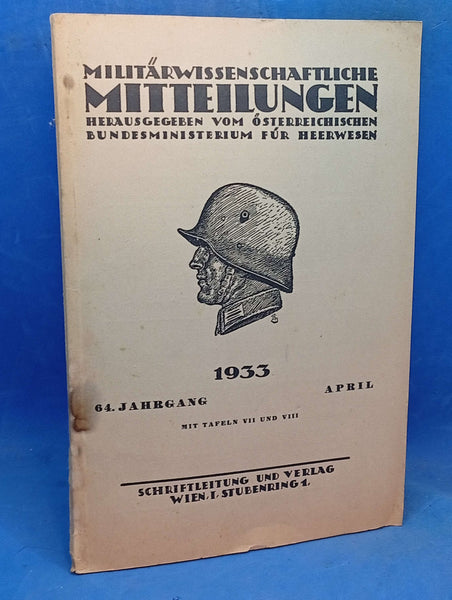 MILITÄRWISSENSCHAFTLICHE
MITTEILUNGEN
HERAUSGEGEBEN VOM ÖSTERREICHISCHEN
BUNDESMINISTERIUM FÜR HEERWESEN
1933
64. JAHRGANG APRIL
MIT TAFELN VII UND VIII
SCHRIFTLEITUNG UND VERLAG
WIEN, I. STUBENRING 1.